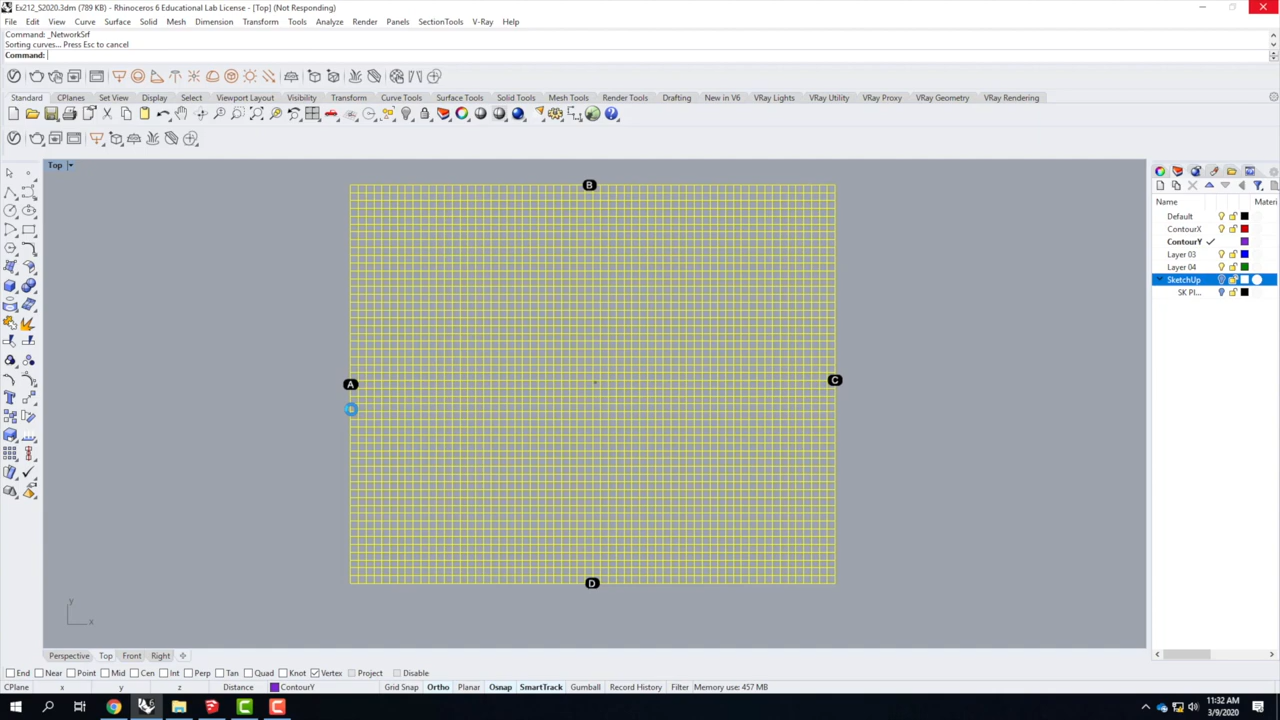 Ex212_S2020.3dm (789 KB) - Rhinoceros 6 Educational Lab License - [Top] (Not Responding)
File Edit View Curve Surface Solid Mesh Dimension Transform Tools Analyze Render Panels SectionTools V-Ray Help
Command: _NetworkSrf
Sorting curves... Press Esc to cancel
Command:
Standard CPlanes Set View Display Select Viewport Layout Visibility Transform Curve Tools Surface Tools Solid Tools Mesh Tools Render Tools Drafting New in V6 VRay Lights VRay Utility VRay Proxy VRay Geometry VRay Rendering
Top
Name Materi
Default
ContourX
ContourY
Layer 03
Layer 04
SketchUp
SK Pl...
B
A
C
D
y
x
Perspective Top Front Right
End Near Point Mid Cen Int Perp Tan Quad Knot Vertex Project Disable
CPlane x y z Distance ContourY Grid Snap Ortho Planar Osnap SmartTrack Gumball Record History Filter Memory use: 457 MB
11:32 AM
3/9/2020